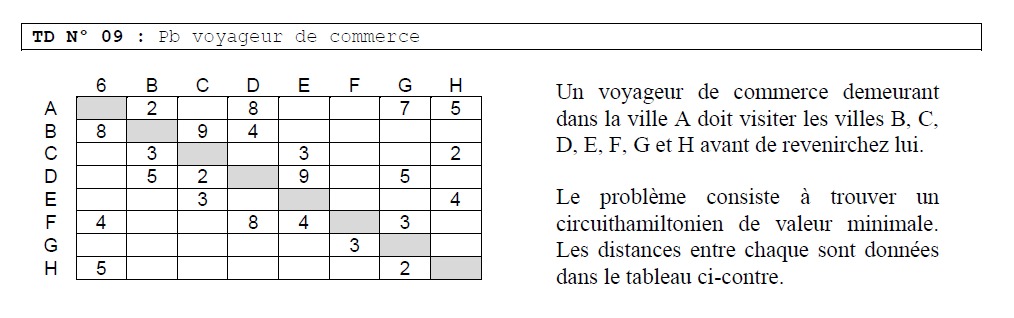 TD N° 09 : Pb voyageur de commerce
6 B C D E F G H
A 2 8 7 5
B 8 9 4
C 3 3 2
D 5 2 9 5
E 3 4
F 4 8 4 3
G 3
H 5 2
Un voyageur de commerce demeurant
dans la ville A doit visiter les villes B, C,
D, E, F, G et H avant de revenirchez lui.
Le problème consiste à trouver un
circuithamiltonien de valeur minimale.
Les distances entre chaque sont données
dans le tableau ci-contre.